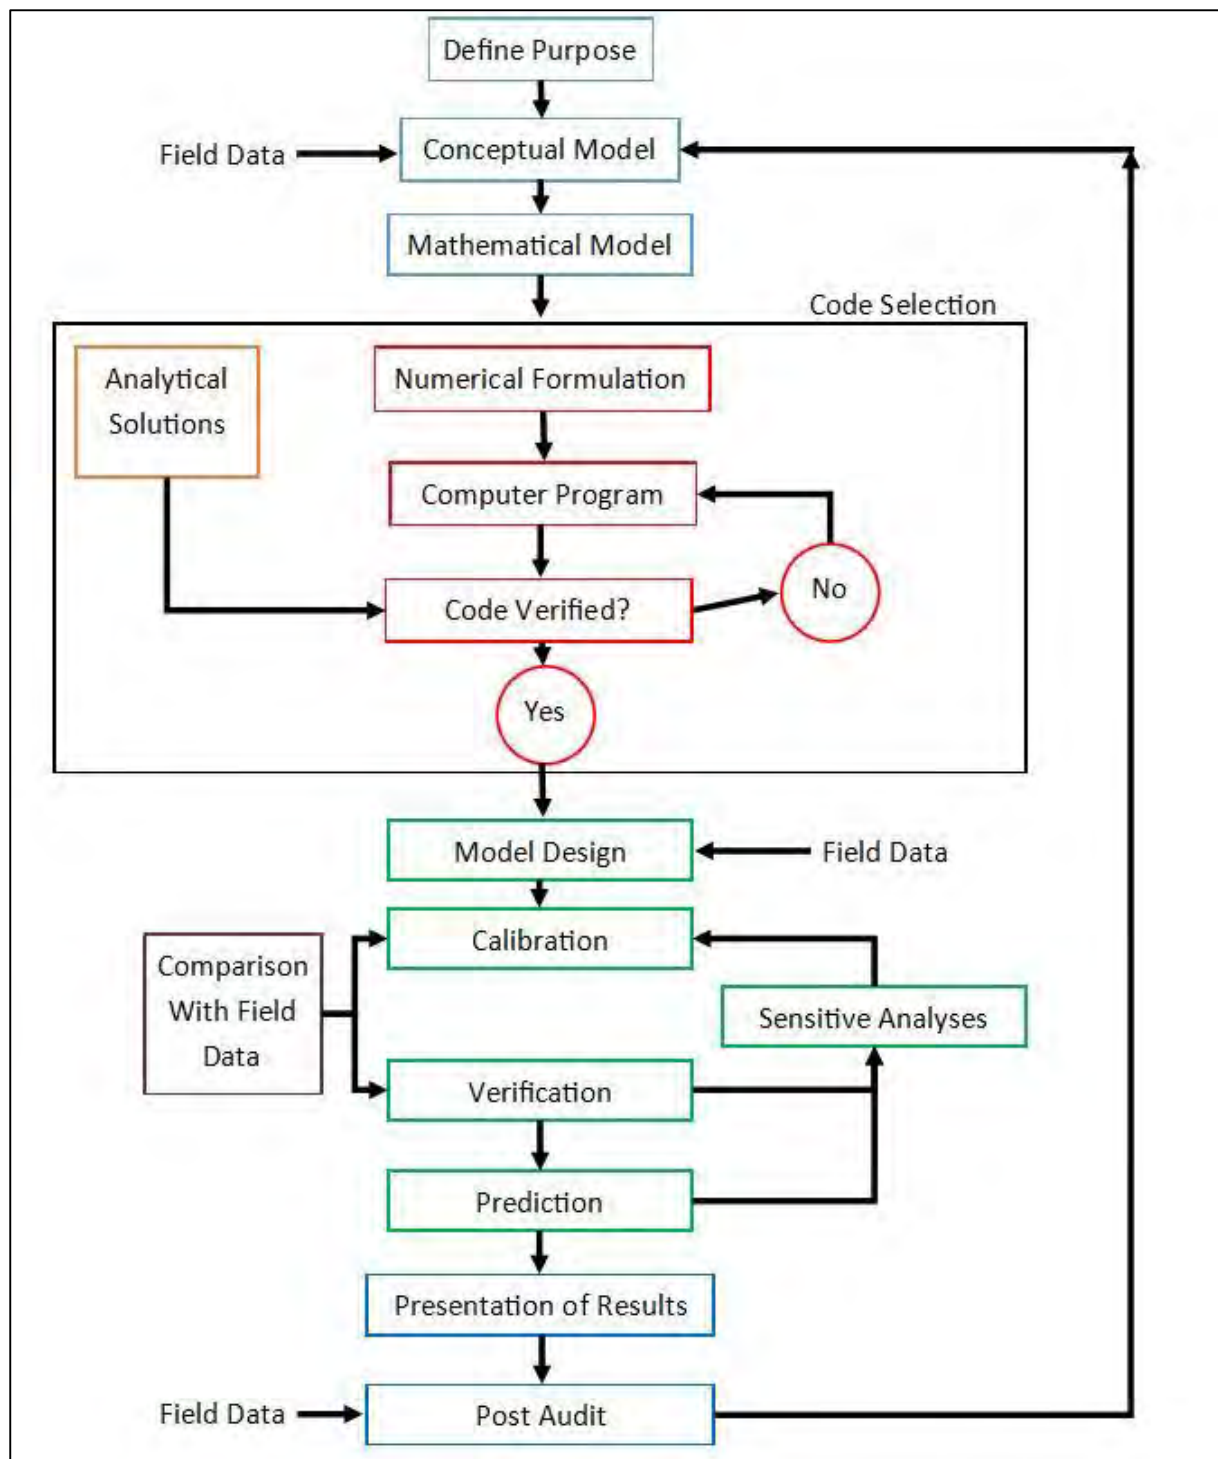 Define Purpose
Field Data
Conceptual Model
Mathematical Model
Code Selection
Analytical
Solutions
Numerical Formulation
Computer Program
No
Code Verified?
Yes
Model Design
Field Data
Calibration
Comparison
With Field
Data
Sensitive Analyses
Verification
Prediction
Presentation of Results
Field Data
Post Audit